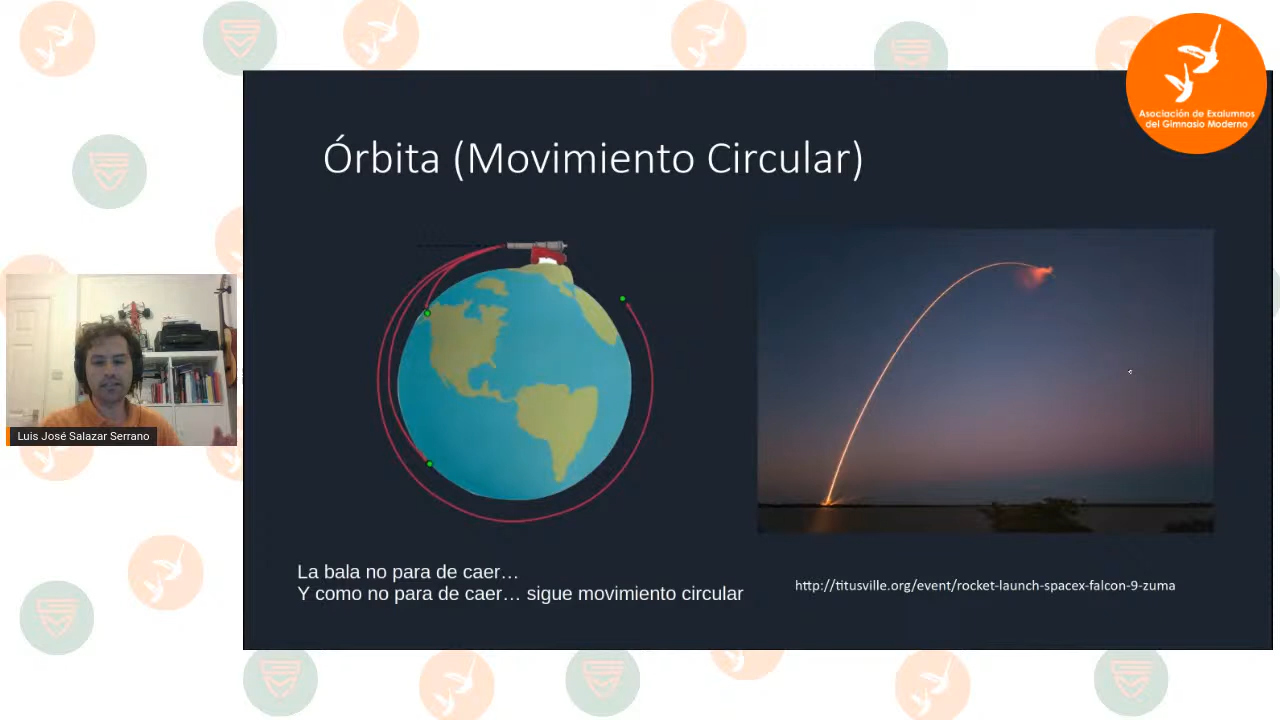 Asociación de Exalumnos
del Gimnasio Moderno
Órbita (Movimiento Circular)
Luis José Salazar Serrano
La bala no para de caer…
Y como no para de caer… sigue movimiento circular
http://titusville.org/event/rocket-launch-spacex-falcon-9-zuma